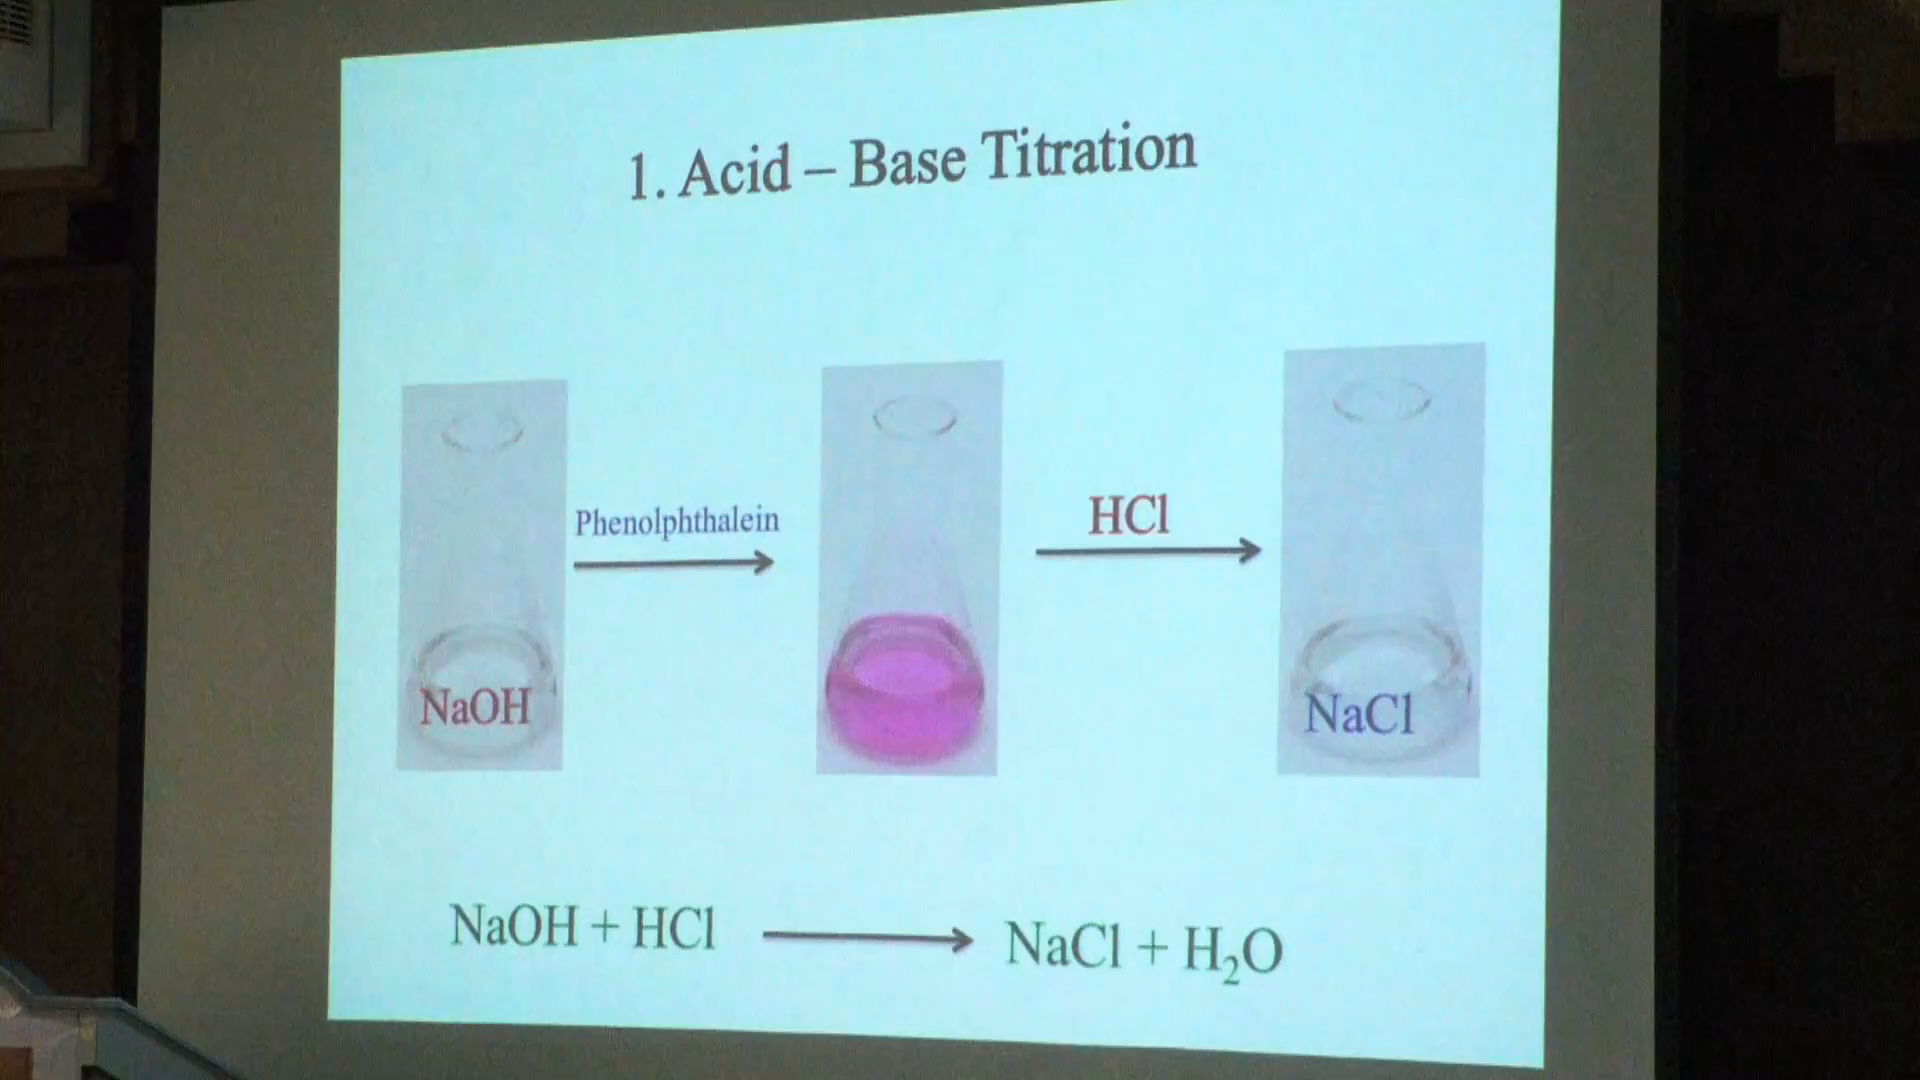 1. Acid – Base Titration
Phenolphthalein
HCl
NaOH
NaCl
NaOH + HCl ⟶ NaCl + H₂O